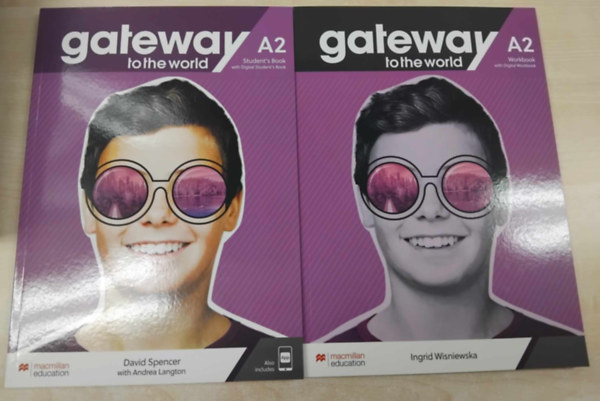 gateway
to the world
A2
Student's Book
with Digital Student's Book
macmillan
education
David Spencer
with Andrea Langton
Also
includes
gateway
to the world
A2
Workbook
with Digital Workbook
macmillan
education
Ingrid Wisniewska